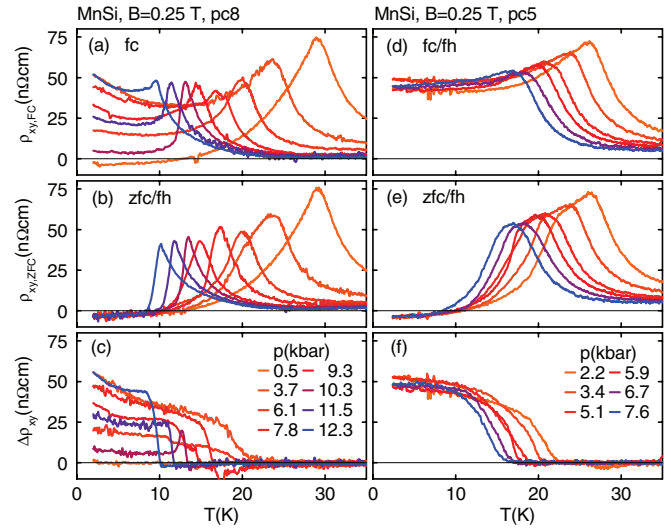 MnSi, B=0.25 T, pc8
MnSi, B=0.25 T, pc5
(a) fc
(d) fc/fh
75
50
25
0
ρxy,FC(nΩcm)
(b) zfc/fh
(e) zfc/fh
75
50
25
0
ρxy,ZFC(nΩcm)
(c)
p(kbar)
0.5 9.3
3.7 10.3
6.1 11.5
7.8 12.3
(f)
p(kbar)
2.2 5.9
3.4 6.7
5.1 7.6
75
50
25
0
Δρxy(nΩcm)
0 10 20 30
T(K)
0 10 20 30
T(K)